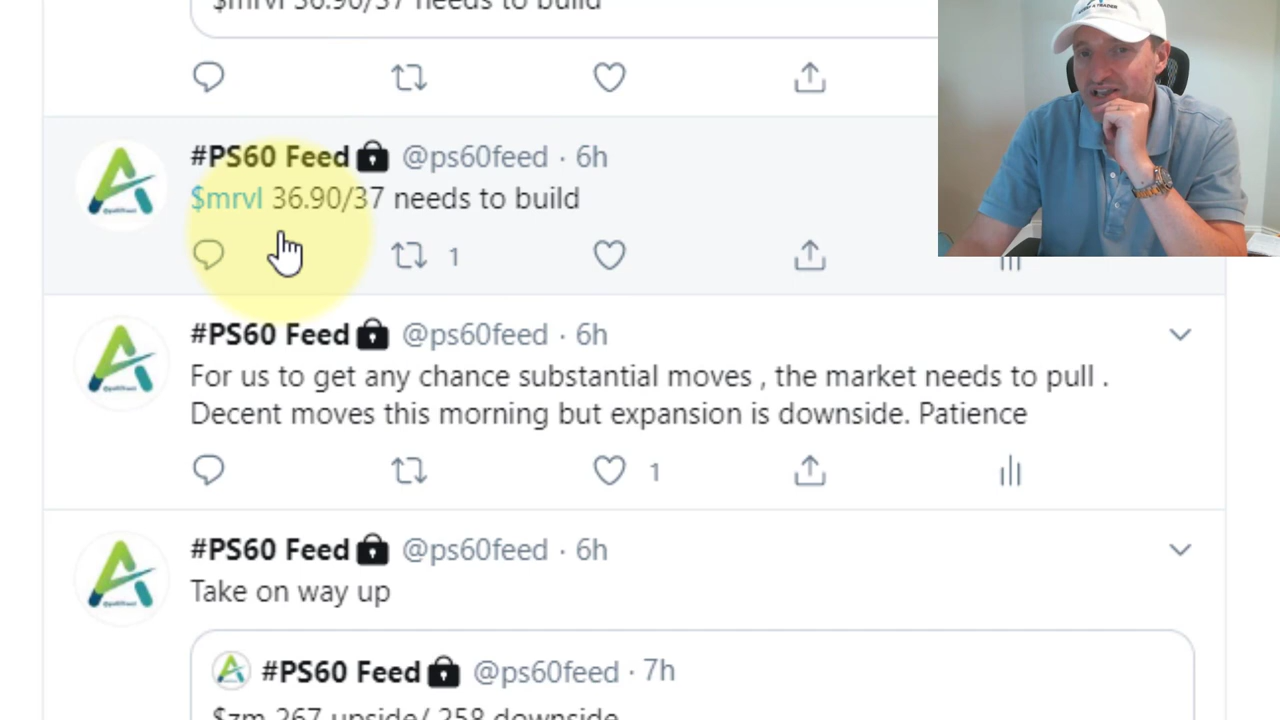 $mrvl 36.90/37 needs to build
#PS60 Feed @ps60feed · 6h
$mrvl 36.90/37 needs to build
1
#PS60 Feed @ps60feed · 6h
For us to get any chance substantial moves , the market needs to pull .
Decent moves this morning but expansion is downside. Patience
1
#PS60 Feed @ps60feed · 6h
Take on way up
#PS60 Feed @ps60feed · 7h
$zm 267 upside/ 258 downside